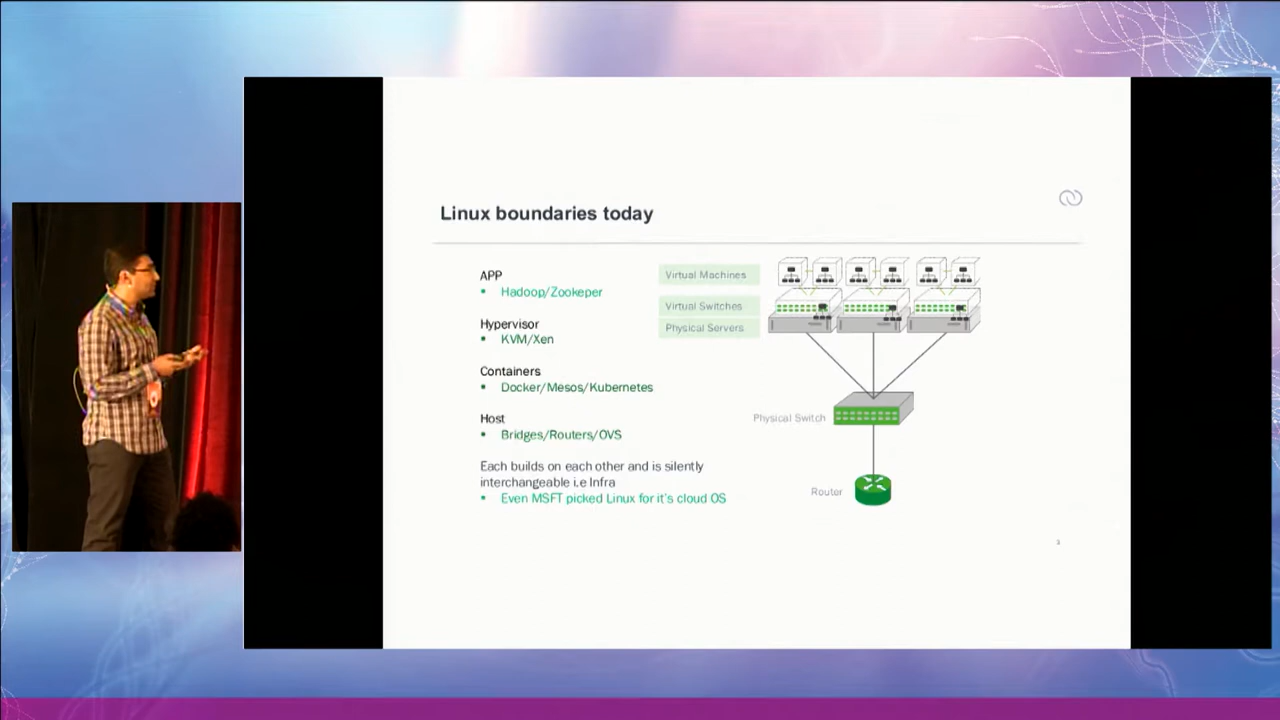 Linux boundaries today
APP
• Hadoop/Zookeper
Hypervisor
• KVM/Xen
Containers
• Docker/Mesos/Kubernetes
Host
• Bridges/Routers/OVS
Each builds on each other and is silently
interchangeable i.e Infra
• Even MSFT picked Linux for it's cloud OS
Virtual Machines
Virtual Switches
Physical Servers
Physical Switch
Router